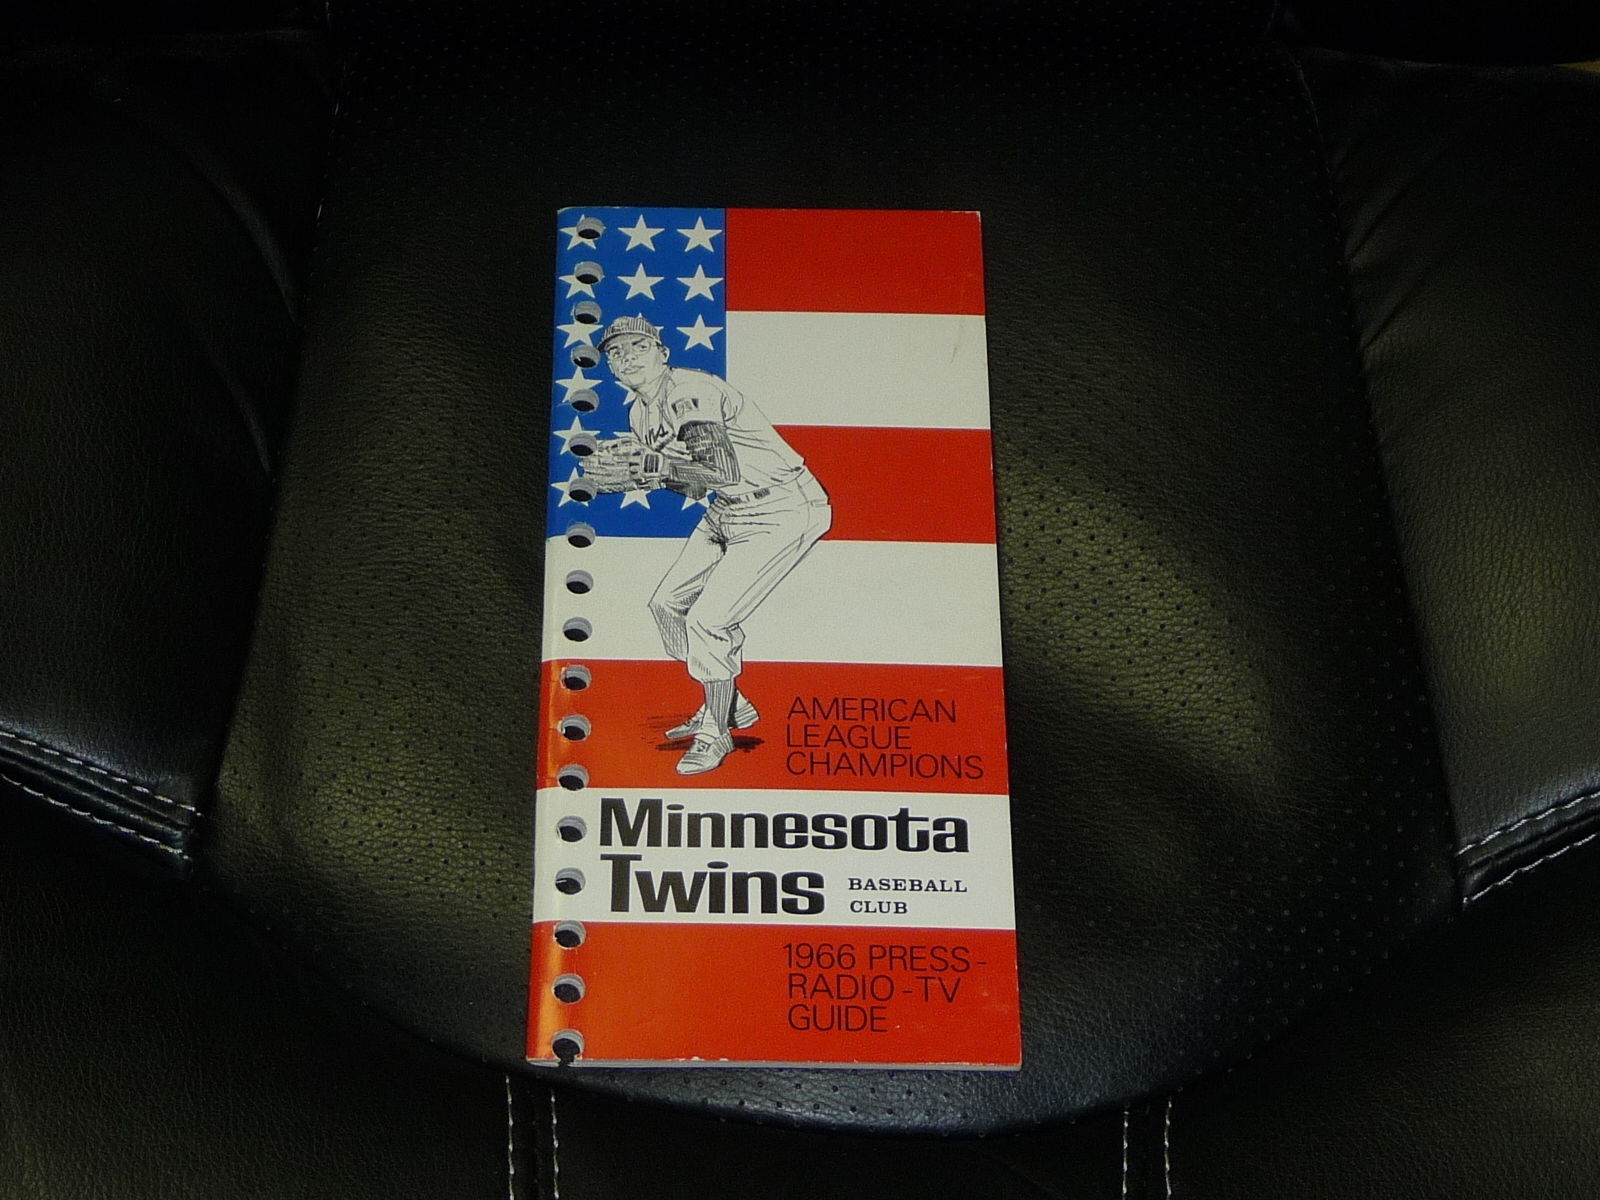 AMERICAN
LEAGUE
CHAMPIONS
Minnesota
Twins BASEBALL
CLUB
1966 PRESS-
RADIO-TV
GUIDE